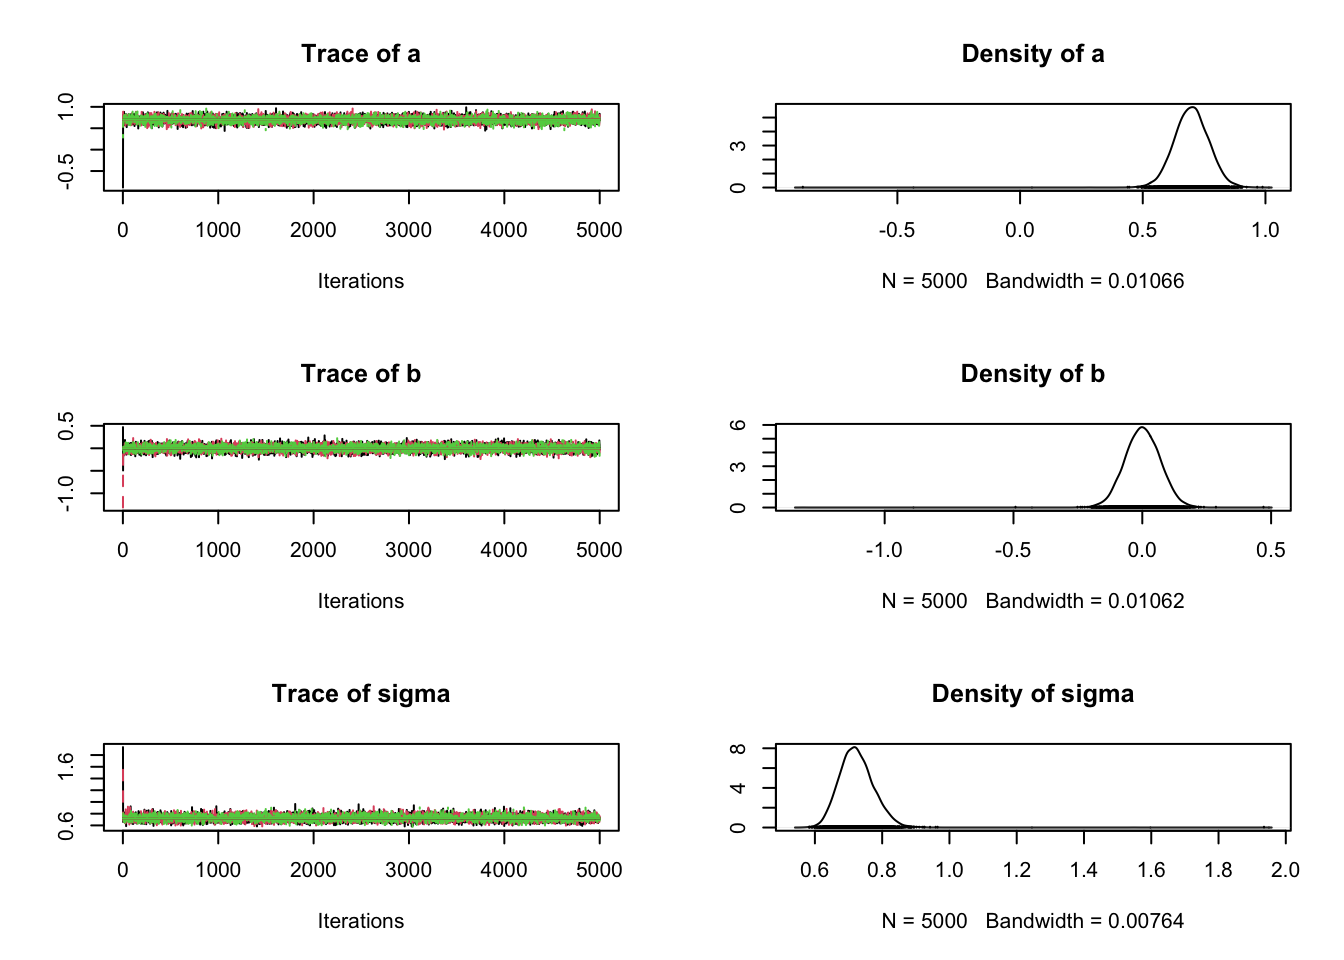 Trace of a
1.0
-0.5
0 1000 2000 3000 4000 5000
Iterations
Density of a
3
0
-0.5 0.0 0.5 1.0
N = 5000 Bandwidth = 0.01066
Trace of b
0.5
-1.0
0 1000 2000 3000 4000 5000
Iterations
Density of b
6
3
0
-1.0 -0.5 0.0 0.5
N = 5000 Bandwidth = 0.01062
Trace of sigma
1.6
0.6
0 1000 2000 3000 4000 5000
Iterations
Density of sigma
8
4
0
0.6 0.8 1.0 1.2 1.4 1.6 1.8 2.0
N = 5000 Bandwidth = 0.00764